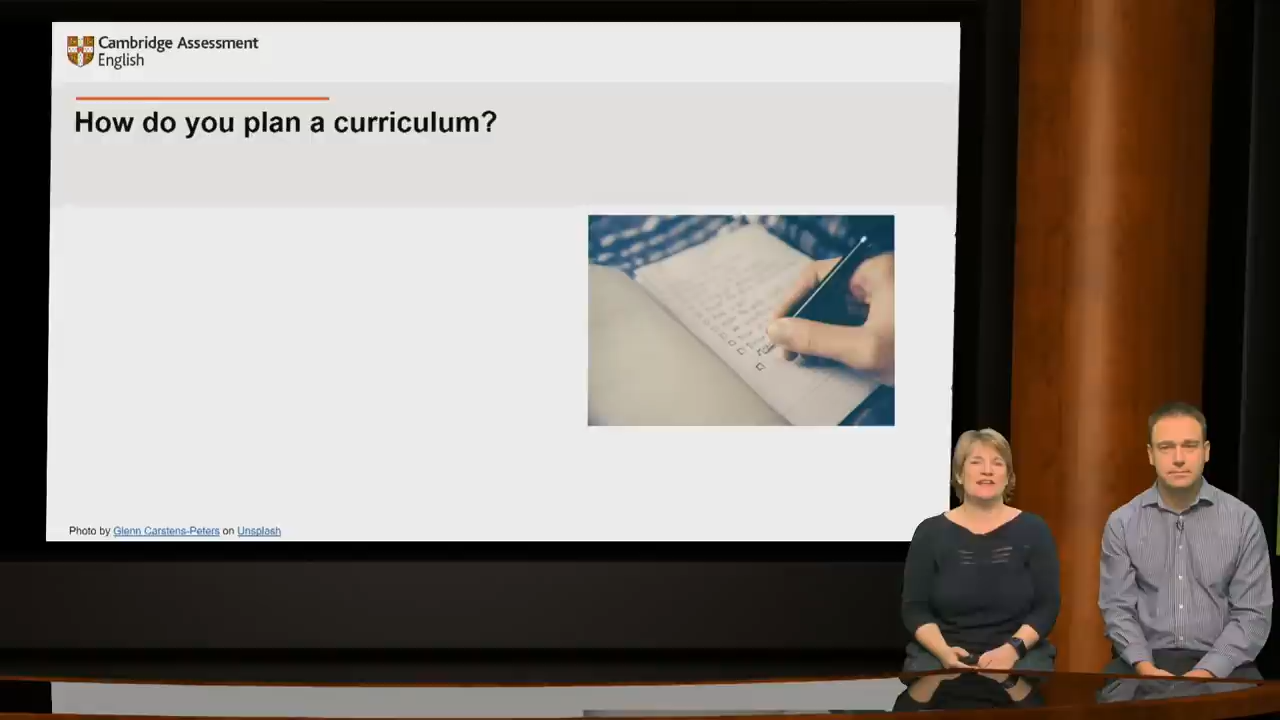 Cambridge Assessment
English
How do you plan a curriculum?
Photo by Glenn Carstens-Peters on Unsplash